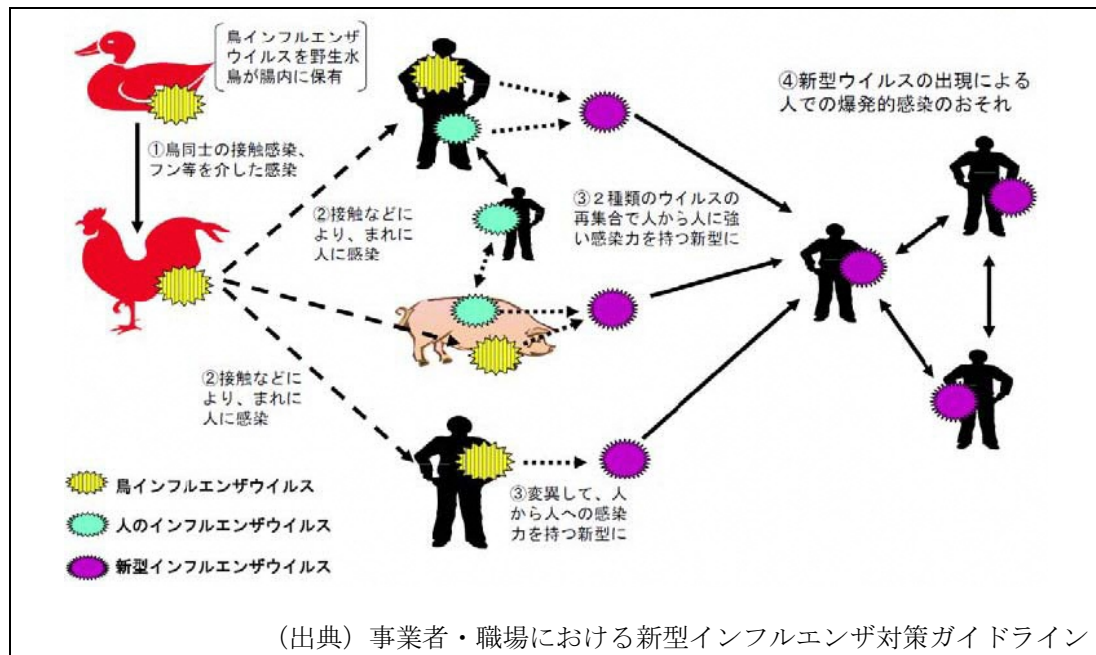 鳥インフルエンザ
ウイルスを野生水
鳥が腸内に保有
①鳥同士の接触感染、
フン等を介した感染
②接触などに
より、まれに
人に感染
③２種類のウイルスの
再集合で人から人に強
い感染力を持つ新型に
④新型ウイルスの出現による
人での爆発的感染のおそれ
②接触などに
より、まれに
人に感染
③変異して、人
から人への感染
力を持つ新型に
鳥インフルエンザウイルス
人のインフルエンザウイルス
新型インフルエンザウイルス
（出典）事業者・職場における新型インフルエンザ対策ガイドライン